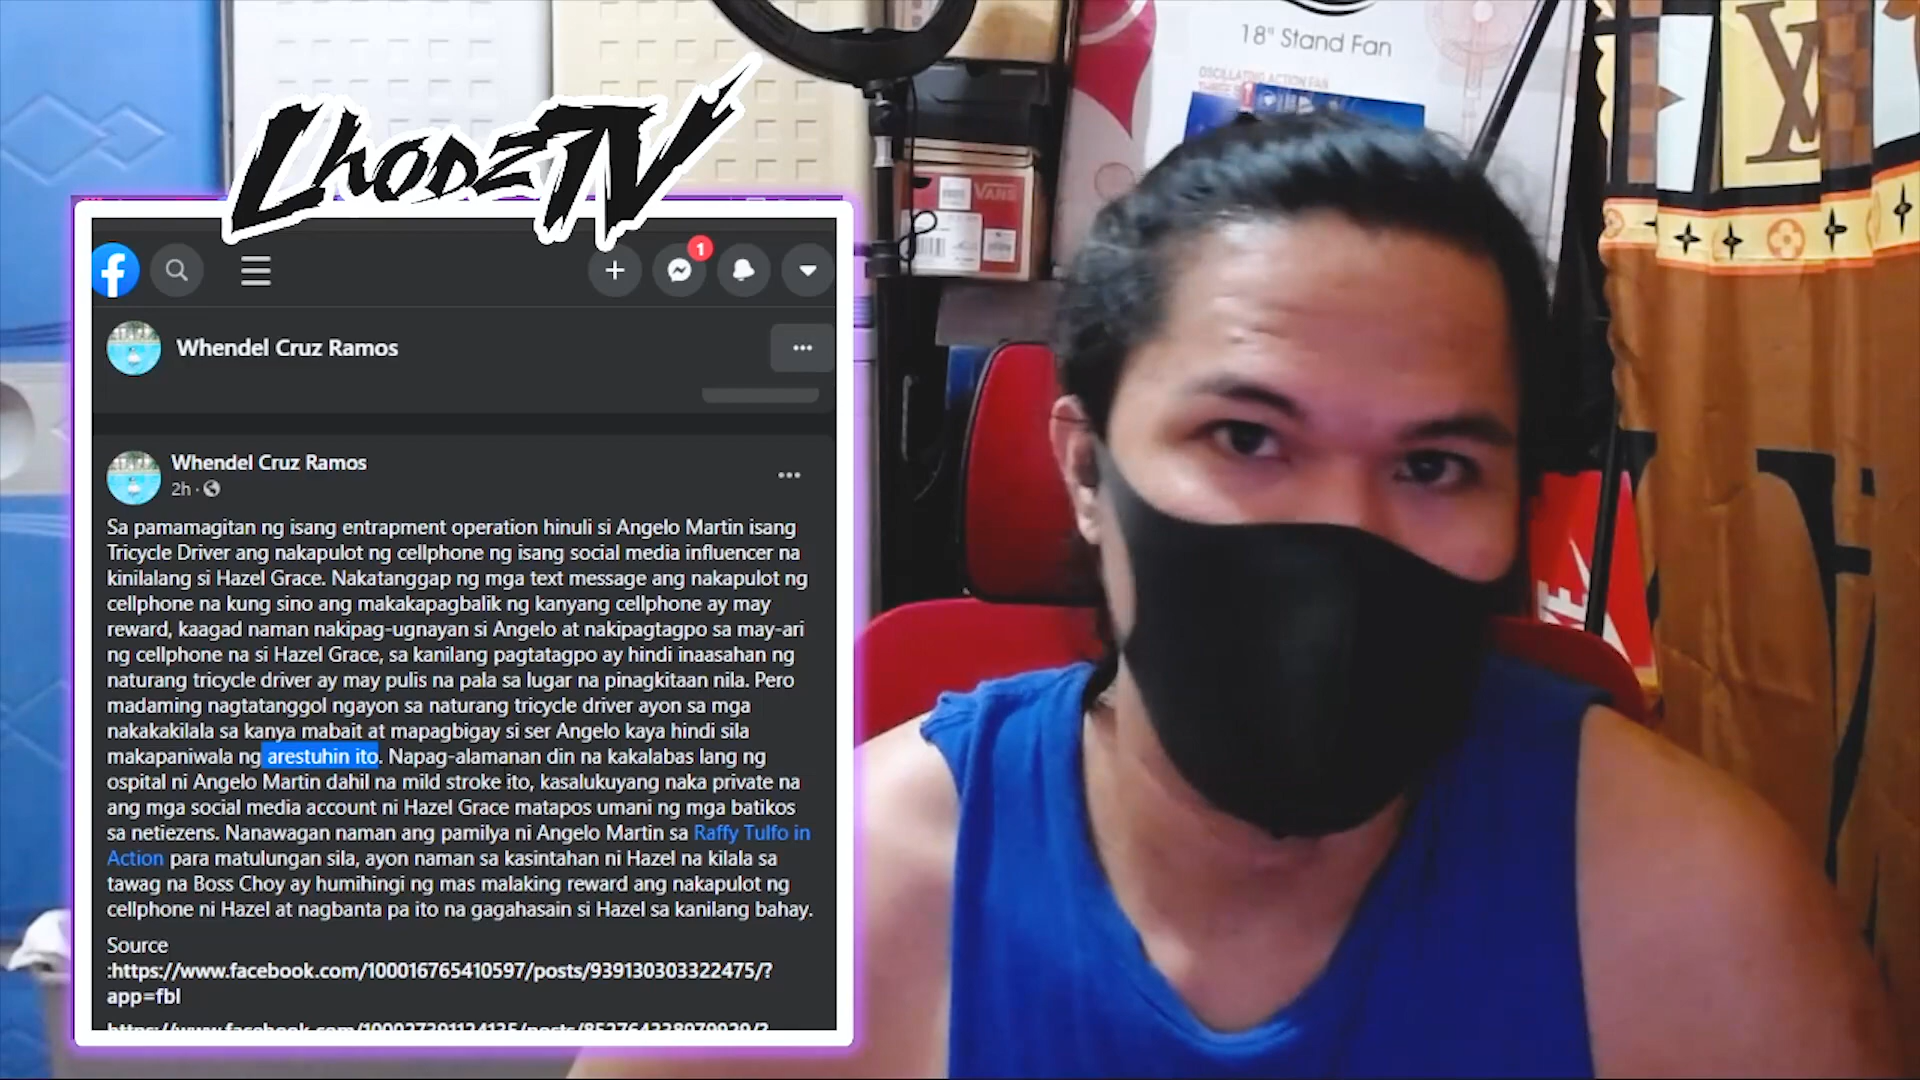 18" Stand Fan
OSCILLATING ACTION FAN
LhodzTV
VANS
1
Whendel Cruz Ramos
Whendel Cruz Ramos
2h ·
Sa pamamagitan ng isang entrapment operation hinuli si Angelo Martin isang
Tricycle Driver ang nakapulot ng cellphone ng isang social media influencer na
kinilalang si Hazel Grace. Nakatanggap ng mga text message ang nakapulot ng
cellphone na kung sino ang makakapagbalik ng kanyang cellphone ay may
reward, kaagad naman nakipag-ugnayan si Angelo at nakipagtagpo sa may-ari
ng cellphone na si Hazel Grace, sa kanilang pagtatagpo ay hindi inaasahan ng
naturang tricycle driver ay may pulis na pala sa lugar na pinagkitaan nila. Pero
madaming nagtatanggol ngayon sa naturang tricycle driver ayon sa mga
nakakakilala sa kanya mabait at mapagbigay si ser Angelo kaya hindi sila
makapaniwala ng arestuhin ito. Napag-alamanan din na kakalabas lang ng
ospital ni Angelo Martin dahil na mild stroke ito, kasalukuyang naka private na
ang mga social media account ni Hazel Grace matapos umani ng mga batikos
sa netiezens. Nanawagan naman ang pamilya ni Angelo Martin sa Raffy Tulfo in
Action para matulungan sila, ayon naman sa kasintahan ni Hazel na kilala sa
tawag na Boss Choy ay humihingi ng mas malaking reward ang nakapulot ng
cellphone ni Hazel at nagbanta pa ito na gagahasain si Hazel sa kanilang bahay.
Source
:https://www.facebook.com/100016765410597/posts/939130303322475/?
app=fbl